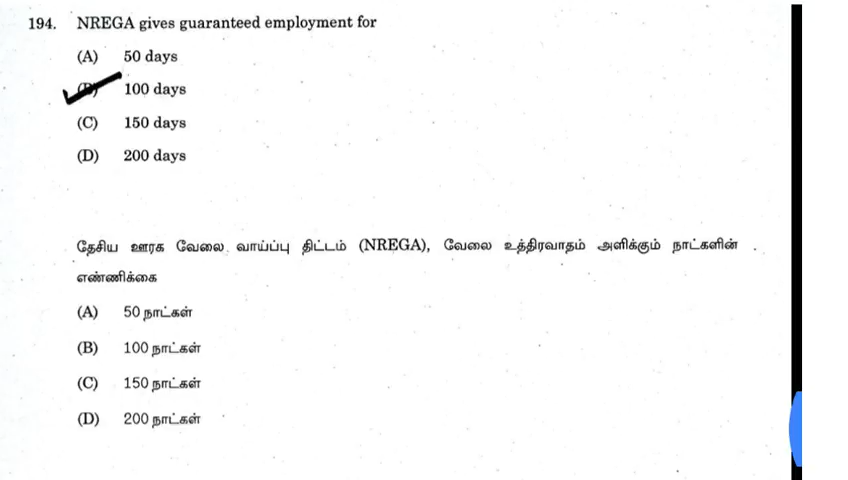 194. NREGA gives guaranteed employment for
(A) 50 days
(B) 100 days
(C) 150 days
(D) 200 days
தேசிய ஊரக வேலை வாய்ப்பு திட்டம் (NREGA), வேலை உத்திரவாதம் அளிக்கும் நாட்களின்
எண்ணிக்கை
(A) 50 நாட்கள்
(B) 100 நாட்கள்
(C) 150 நாட்கள்
(D) 200 நாட்கள்